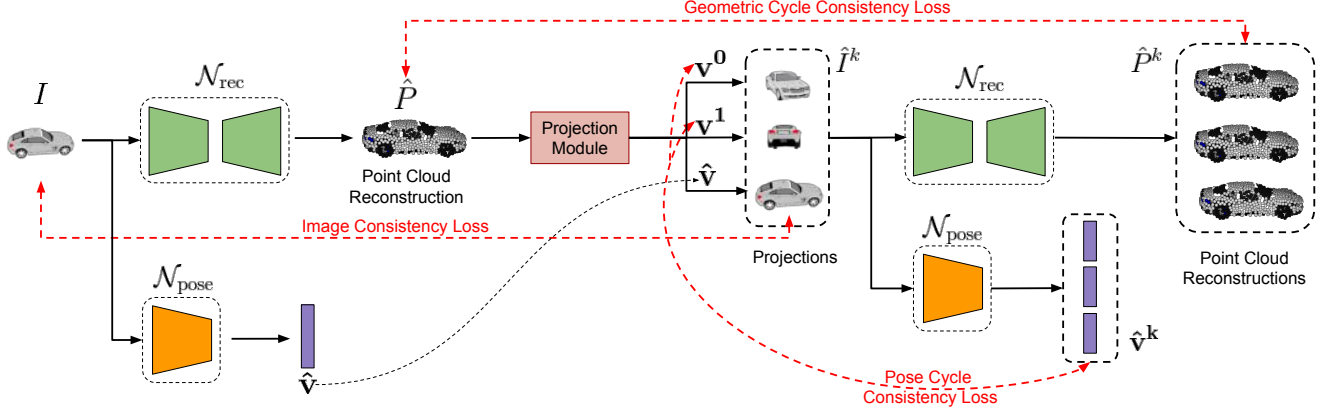 Geometric Cycle Consistency Loss
I
𝒩_rec
P̂
Point Cloud
Reconstruction
Projection
Module
v⁰
v¹
v̂
Î^k
Projections
𝒩_rec
P̂^k
Point Cloud
Reconstructions
Image Consistency Loss
𝒩_pose
v̂
𝒩_pose
v̂^k
Pose Cycle
Consistency Loss